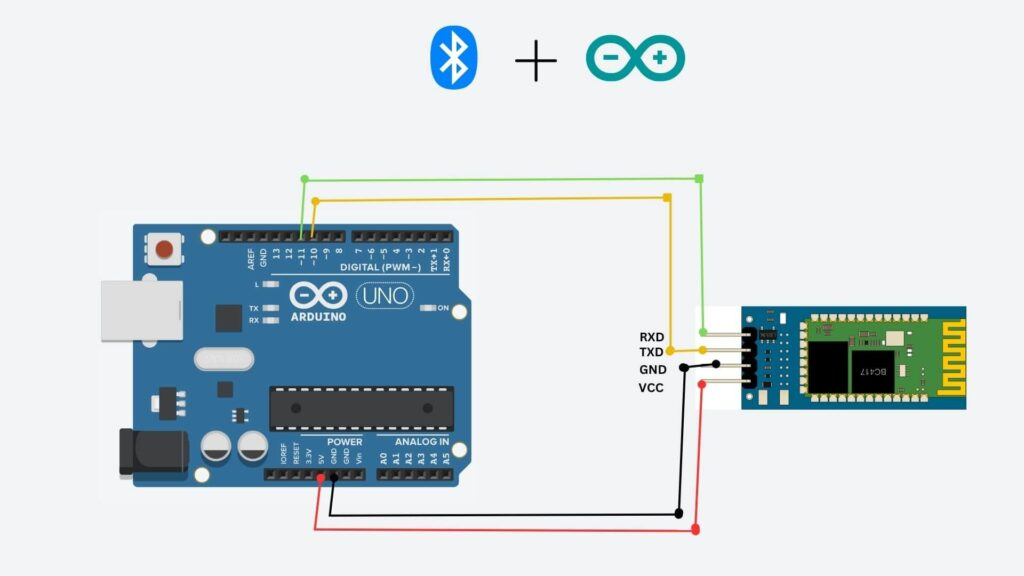 AREF
GND
13
12
~11
~10
~9
8
7
~6
~5
4
~3
2
TX→1
RX←0
DIGITAL (PWM~)
L
TX
RX
UNO
ON
ARDUINO
RXD
TXD
GND
VCC
BC417
POWER
ANALOG IN
IOREF
RESET
3.3V
5V
GND
GND
Vin
A0
A1
A2
A3
A4
A5